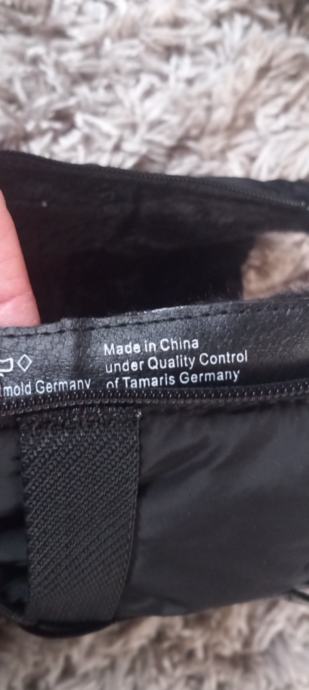 Made in China
under Quality Control
mold Germany of Tamaris Germany